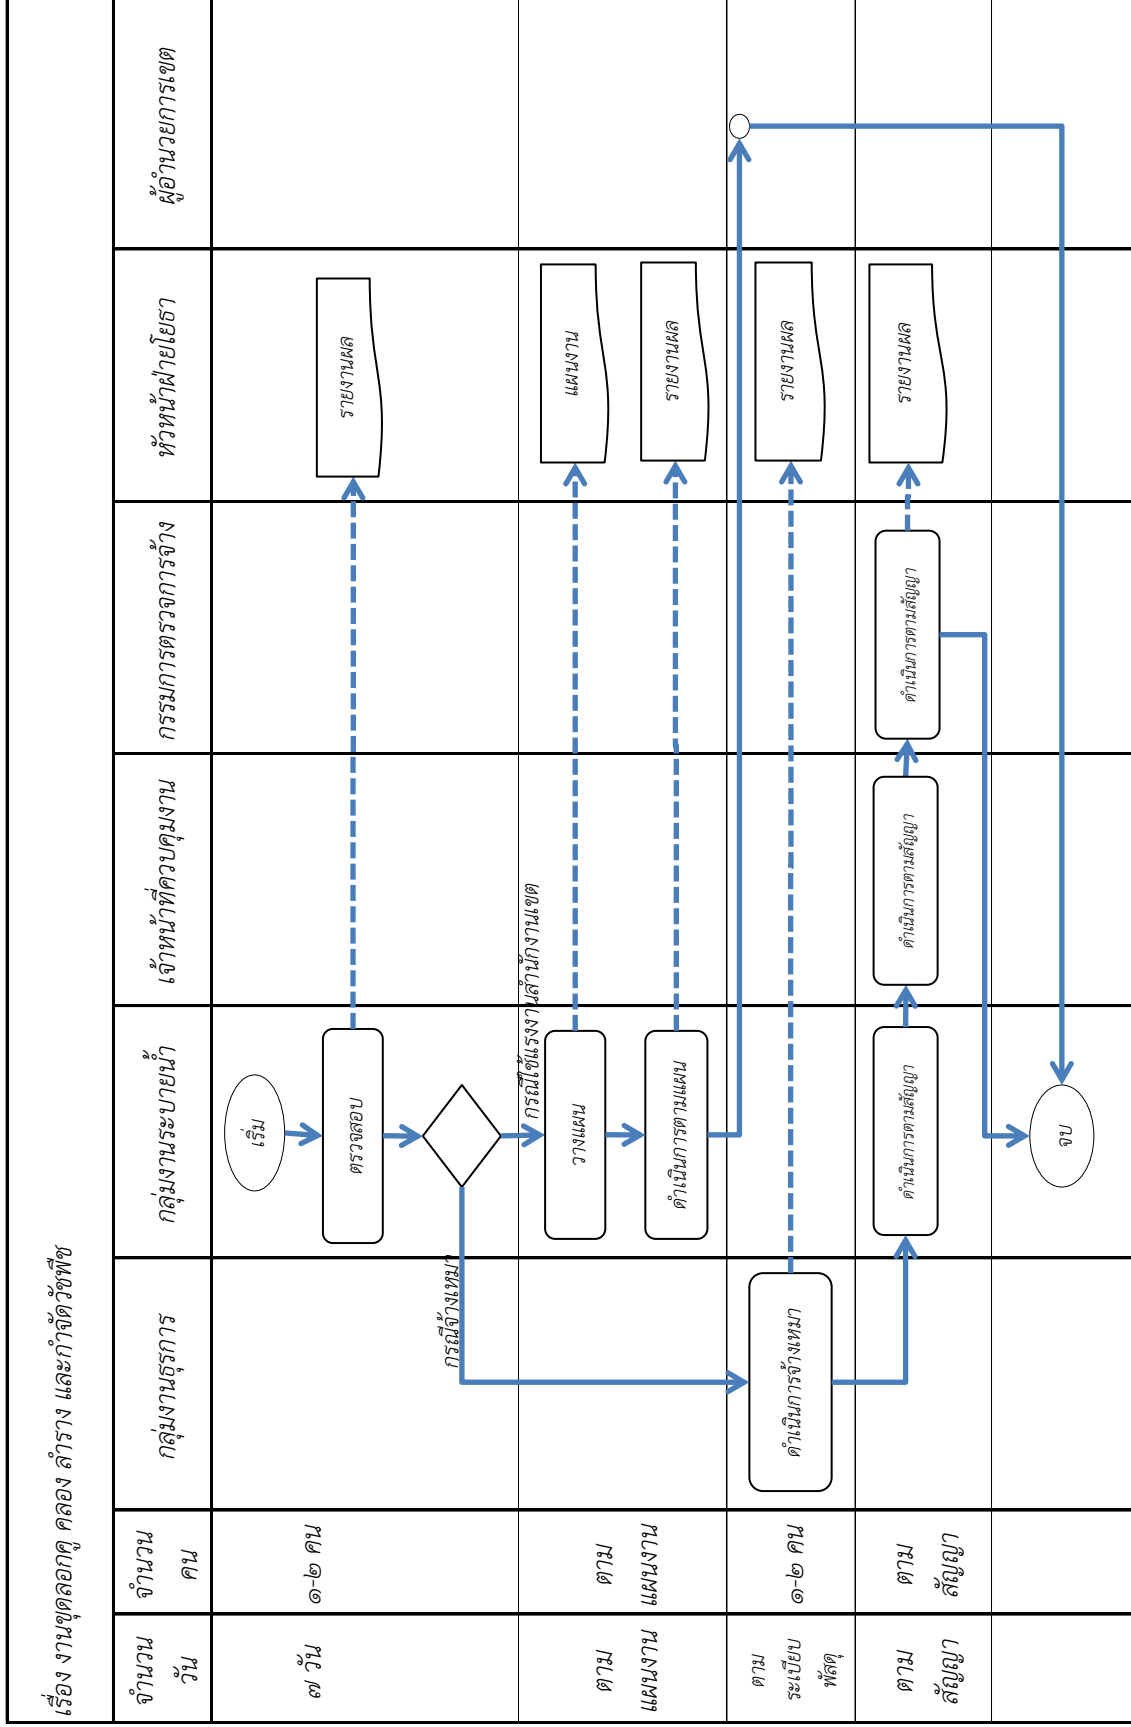 เรื่อง งานขุดลอกคู คลอง ลำราง และกำจัดวัชพืช
จำนวน
วัน
จำนวน
คน
กลุ่มงานธุรการ
กลุ่มงานระบายน้ำ
เจ้าหน้าที่ควบคุมงาน
กรรมการตรวจการจ้าง
หัวหน้าฝ่ายโยธา
ผู้อำนวยการเขต
๗ วัน
๑-๒ คน
เริ่ม
ตรวจสอบ
รายงานผล
กรณีจ้างเหมา
กรณีใช้แรงงานสำนักงานเขต
ตาม
แผนงาน
ตาม
แผนงาน
วางแผน
แผนงาน
ดำเนินการตามแผน
รายงานผล
ตาม
ระเบียบ
พัสดุ
๑-๒ คน
ดำเนินการจ้างเหมา
รายงานผล
ตาม
สัญญา
ตาม
สัญญา
ดำเนินการตามสัญญา
ดำเนินการตามสัญญา
ดำเนินการตามสัญญา
รายงานผล
จบ